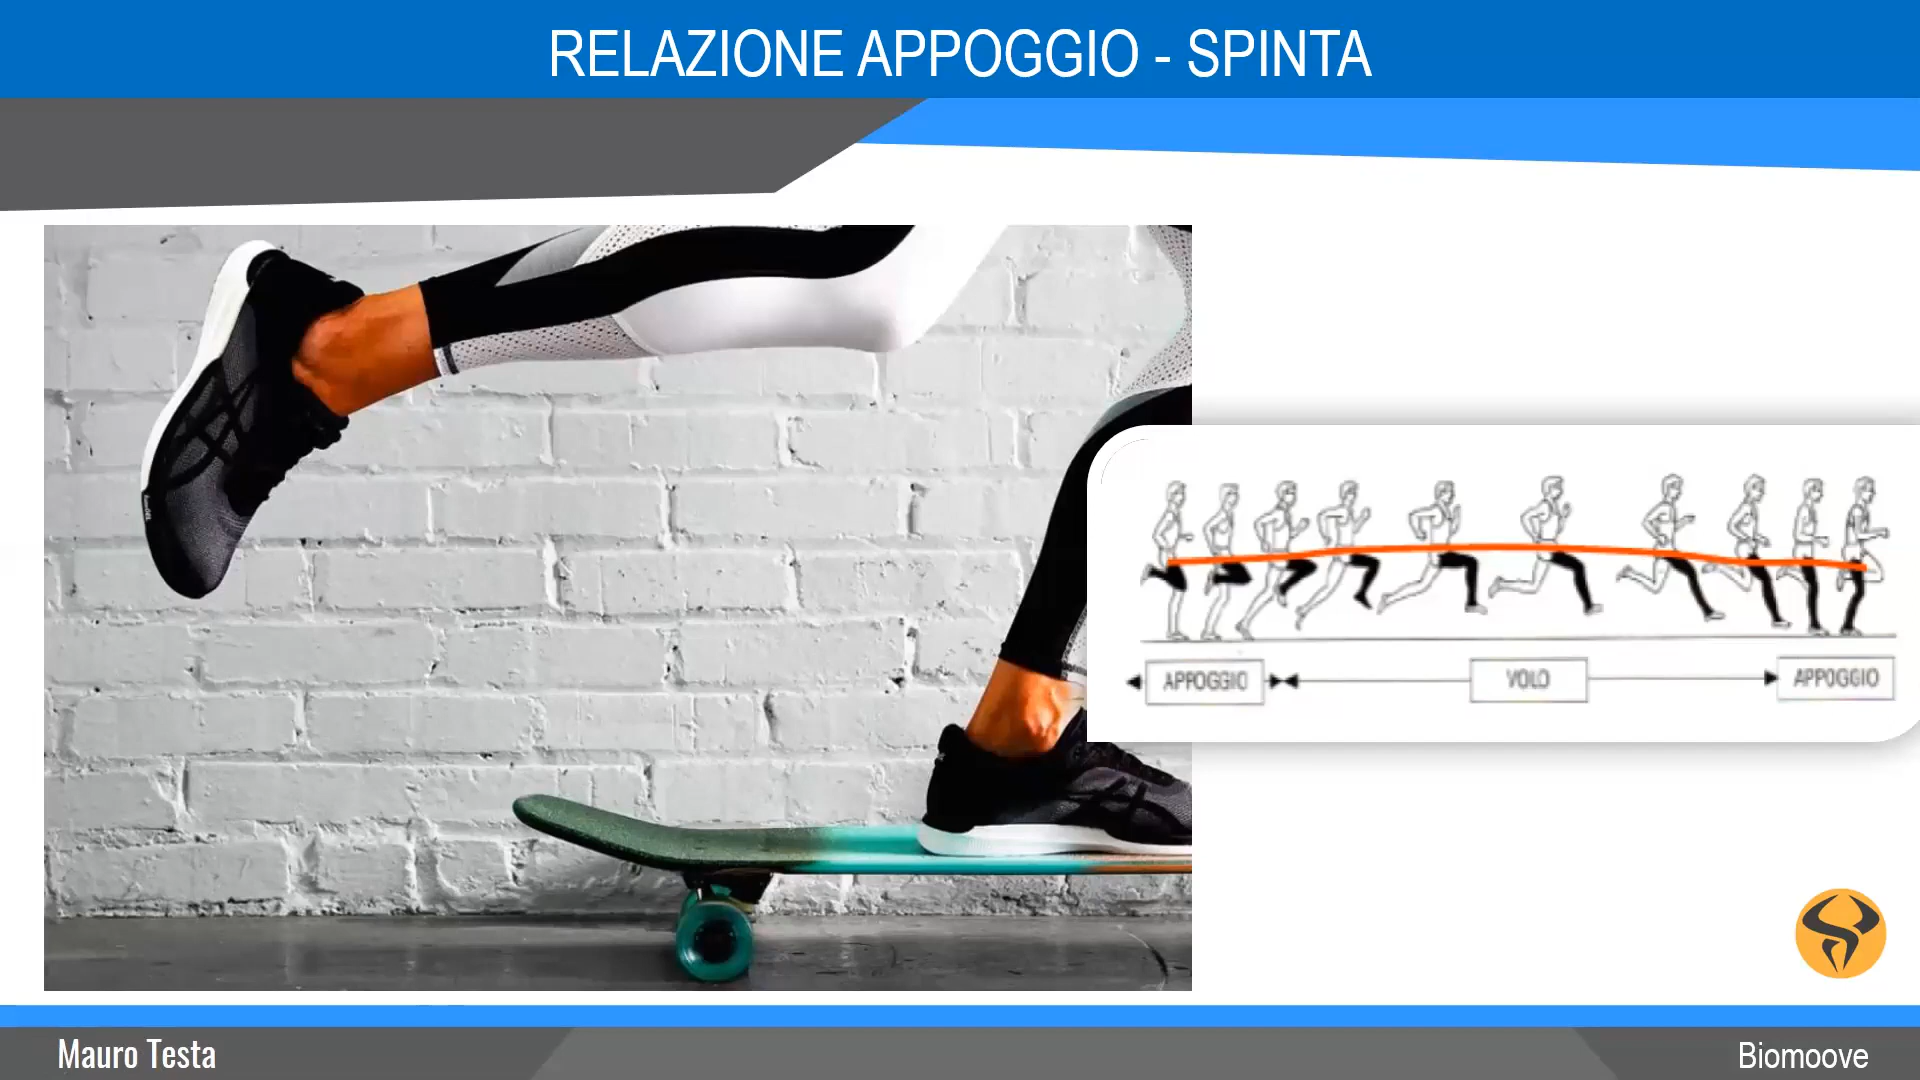 RELAZIONE APPOGGIO - SPINTA
APPOGGIO
VOLO
APPOGGIO
Mauro Testa
Biomoove